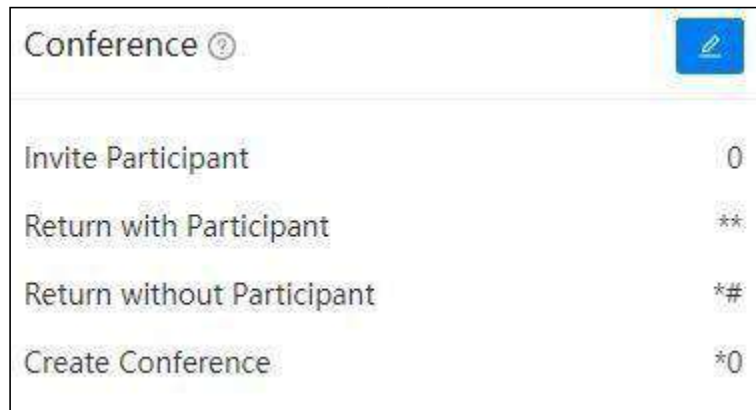 Conference ?
Invite Participant 0
Return with Participant **
Return without Participant *#
Create Conference *0